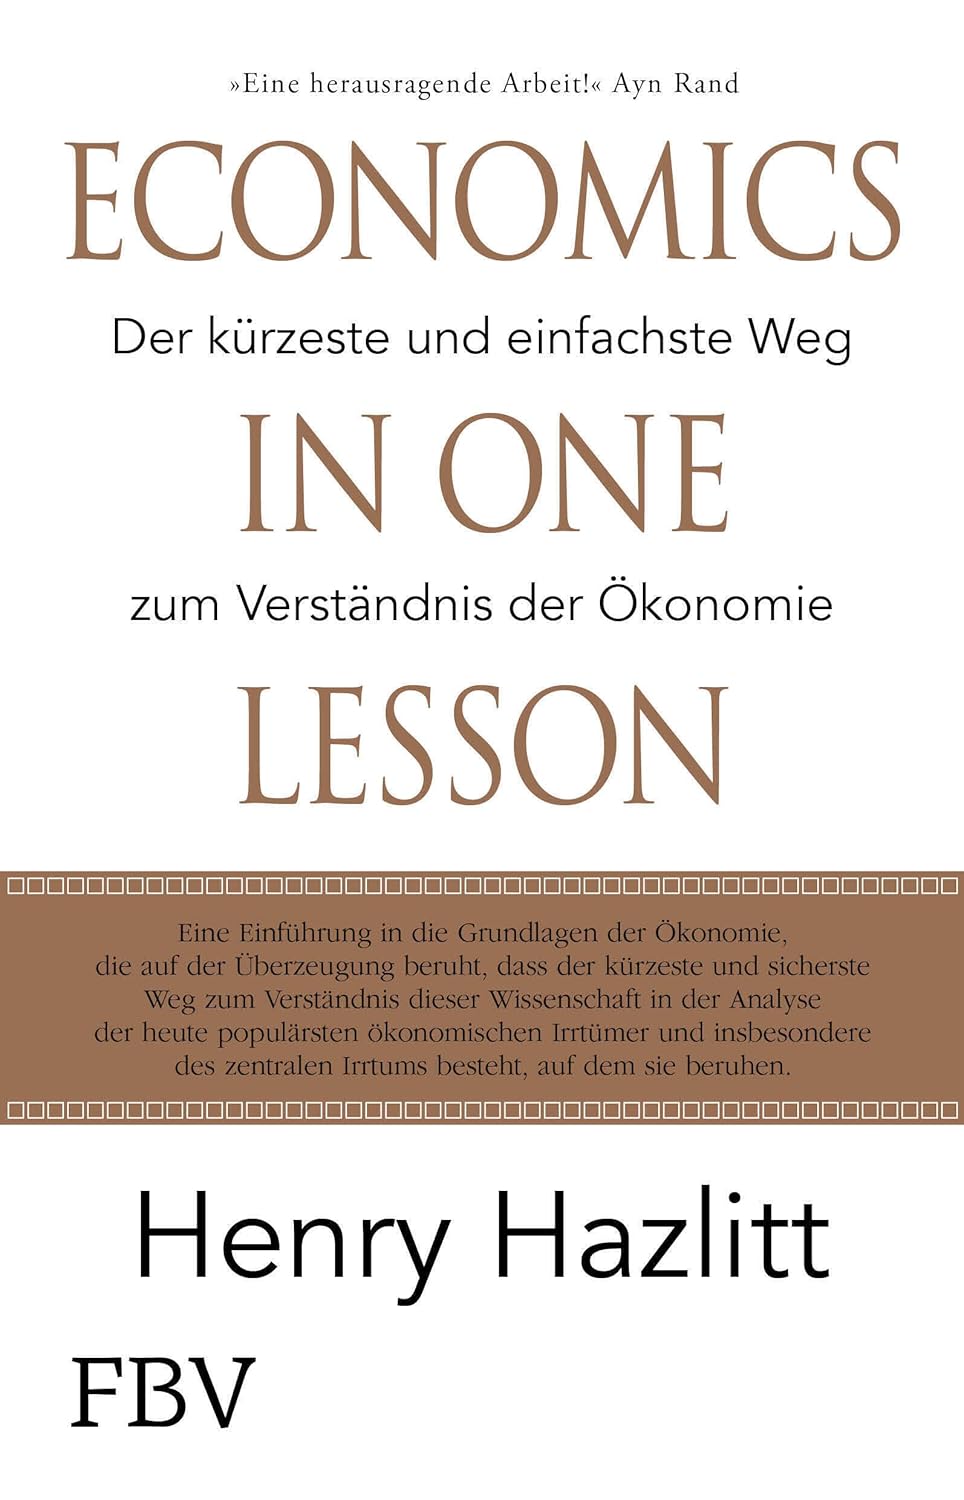 »Eine herausragende Arbeit!« Ayn Rand
ECONOMICS
Der kürzeste und einfachste Weg
IN ONE
zum Verständnis der Ökonomie
LESSON
Eine Einführung in die Grundlagen der Ökonomie,
die auf der Überzeugung beruht, dass der kürzeste und sicherste
Weg zum Verständnis dieser Wissenschaft in der Analyse
der heute populärsten ökonomischen Irrtümer und insbesondere
des zentralen Irrtums besteht, auf dem sie beruhen.
Henry Hazlitt
FBV